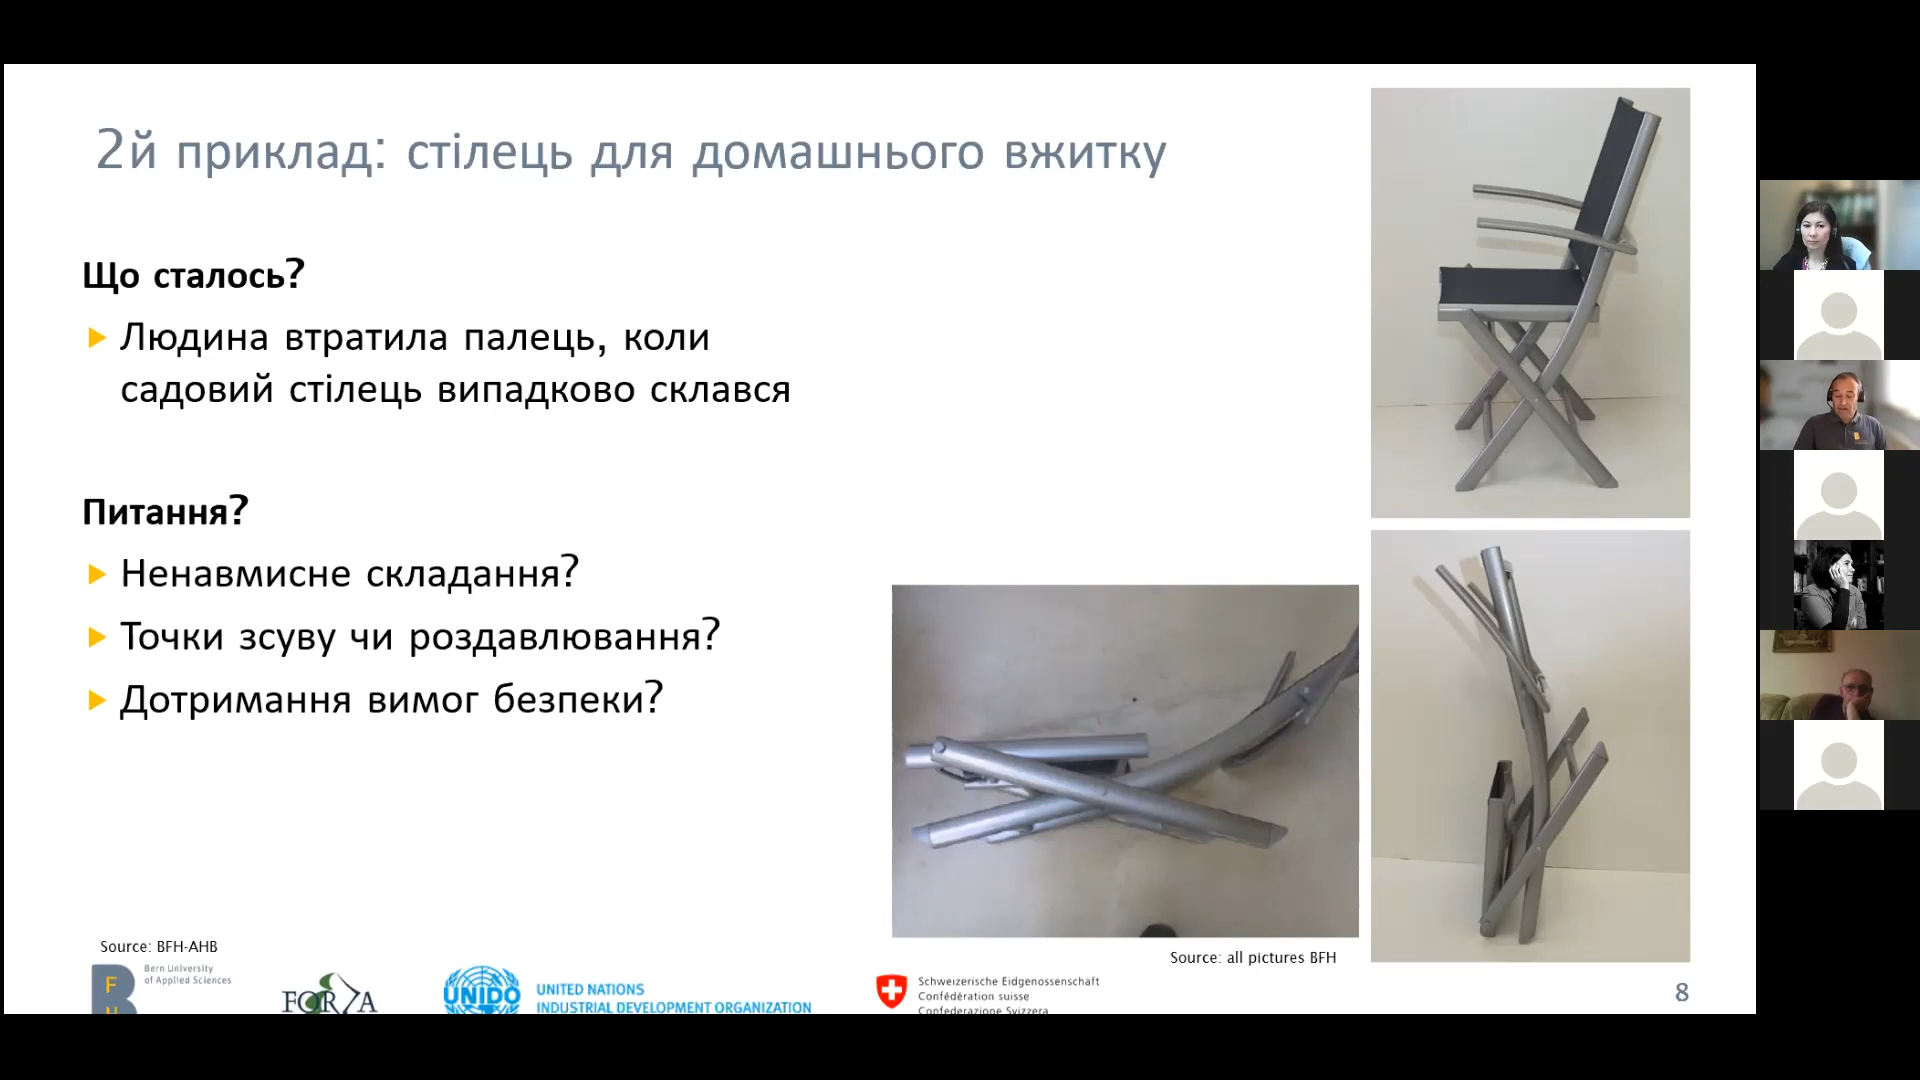 2й приклад: стілець для домашнього вжитку
Що сталось?
Людина втратила палець, коли
садовий стілець випадково склався
Питання?
Ненавмисне складання?
Точки зсуву чи роздавлювання?
Дотримання вимог безпеки?
Source: BFH-AHB
Source: all pictures BFH
Bern University
of Applied Sciences
F
FORZA
UNIDO
UNITED NATIONS
INDUSTRIAL DEVELOPMENT ORGANIZATION
Schweizerische Eidgenossenschaft
Confédération suisse
Confederazione Svizzera
8